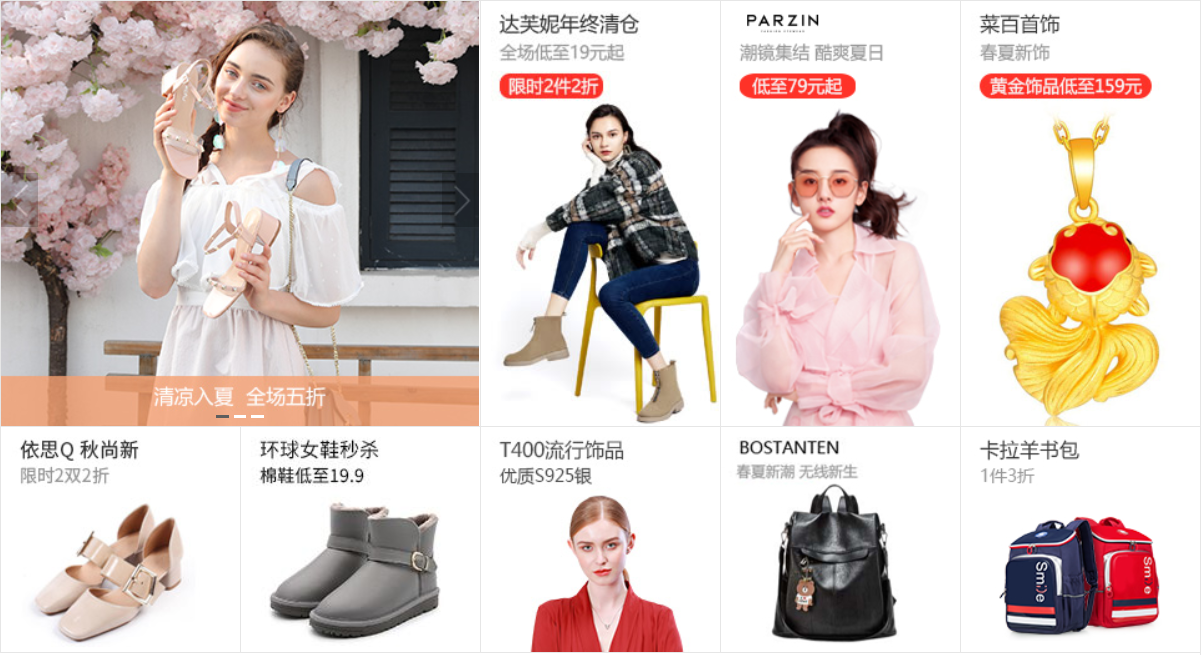 清凉入夏 全场五折
达芙妮年终清仓
全场低至19元起
限时2件2折
PARZIN
潮镜集结 酷爽夏日
低至79元起
菜百首饰
春夏新饰
黄金饰品低至159元
依思Q 秋尚新
限时2双2折
环球女鞋秒杀
棉鞋低至19.9
T400流行饰品
优质S925银
BOSTANTEN
春夏新潮 无线新生
卡拉羊书包
1件3折
Smile
Smile